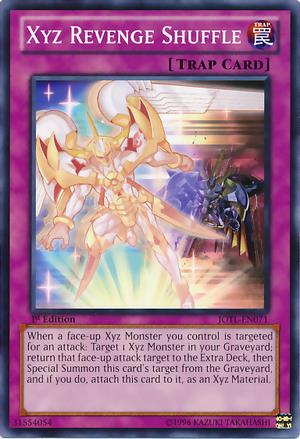 Xyz Revenge Shuffle
TRAP
罠
[TRAP CARD]
JOTL-EN071
1st Edition
When a face-up Xyz Monster you control is targeted
for an attack: Target 1 Xyz Monster in your Graveyard,
return that face-up attack target to the Extra Deck, then
Special Summon this card's target from the Graveyard,
and if you do, attach this card to it, as an Xyz Material.
31554054
©1996 KAZUKI TAKAHASHI